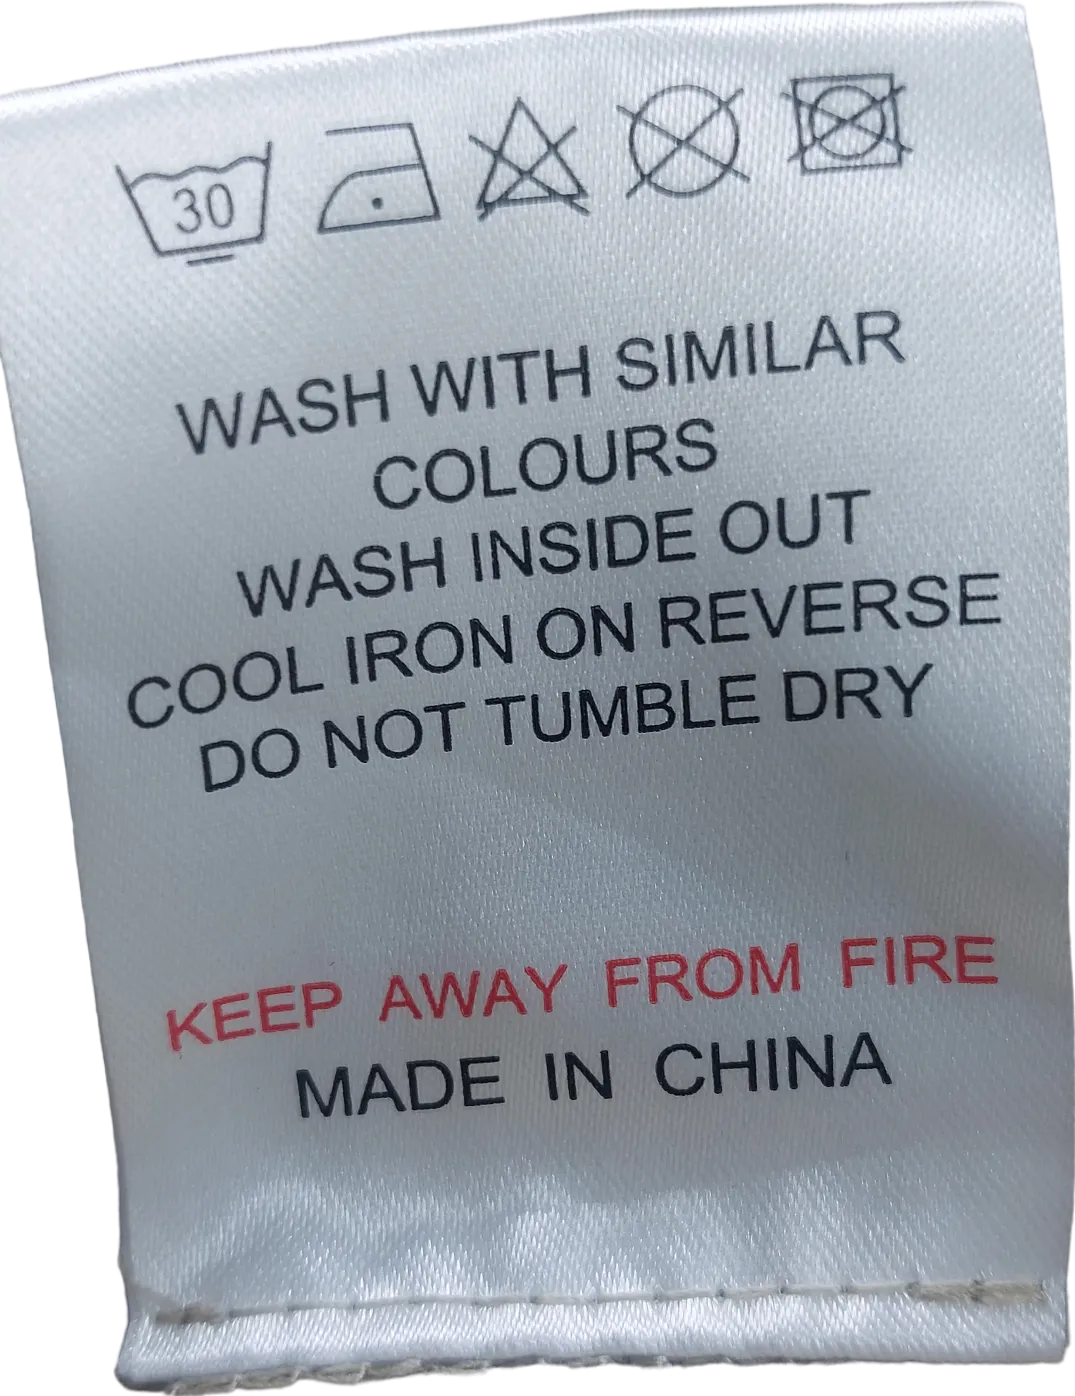 30
WASH WITH SIMILAR
COLOURS
WASH INSIDE OUT
COOL IRON ON REVERSE
DO NOT TUMBLE DRY
KEEP AWAY FROM FIRE
MADE IN CHINA